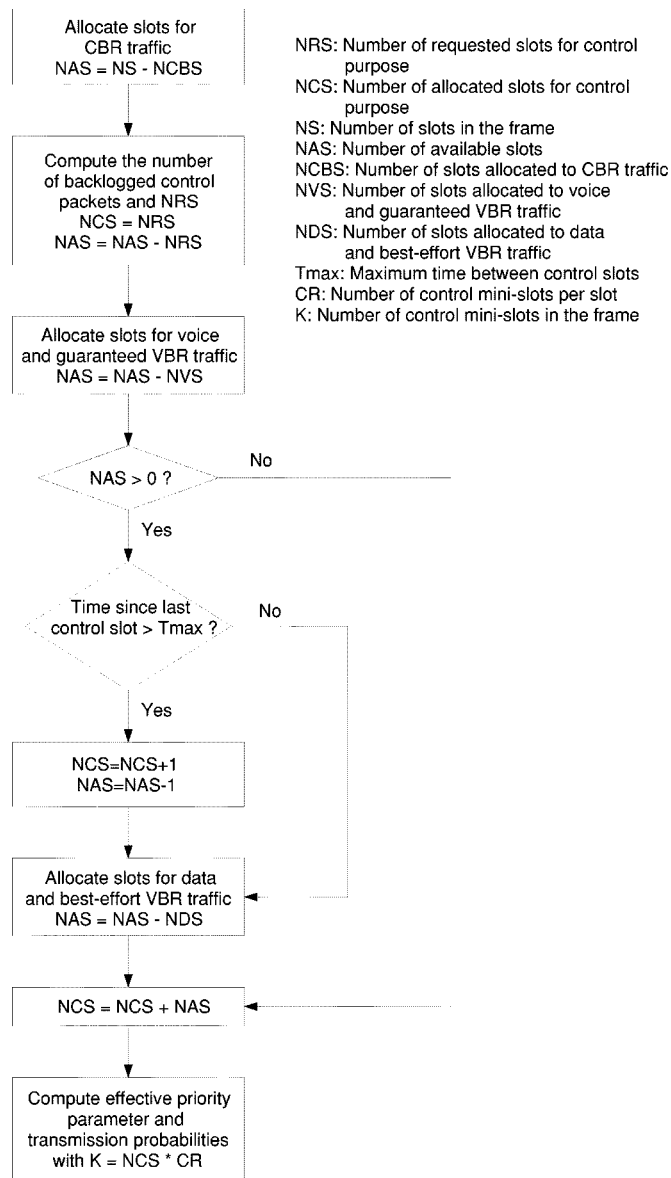 Allocate slots for
CBR traffic
NAS = NS - NCBS
NRS: Number of requested slots for control
purpose
NCS: Number of allocated slots for control
purpose
NS: Number of slots in the frame
NAS: Number of available slots
NCBS: Number of slots allocated to CBR traffic
NVS: Number of slots allocated to voice
and guaranteed VBR traffic
NDS: Number of slots allocated to data
and best-effort VBR traffic
Tmax: Maximum time between control slots
CR: Number of control mini-slots per slot
K: Number of control mini-slots in the frame
Compute the number
of backlogged control
packets and NRS
NCS = NRS
NAS = NAS - NRS
Allocate slots for voice
and guaranteed VBR traffic
NAS = NAS - NVS
NAS > 0 ?
No
Yes
Time since last
control slot > Tmax ?
No
Yes
NCS=NCS+1
NAS=NAS-1
Allocate slots for data
and best-effort VBR traffic
NAS = NAS - NDS
NCS = NCS + NAS
Compute effective priority
parameter and
transmission probabilities
with K = NCS * CR